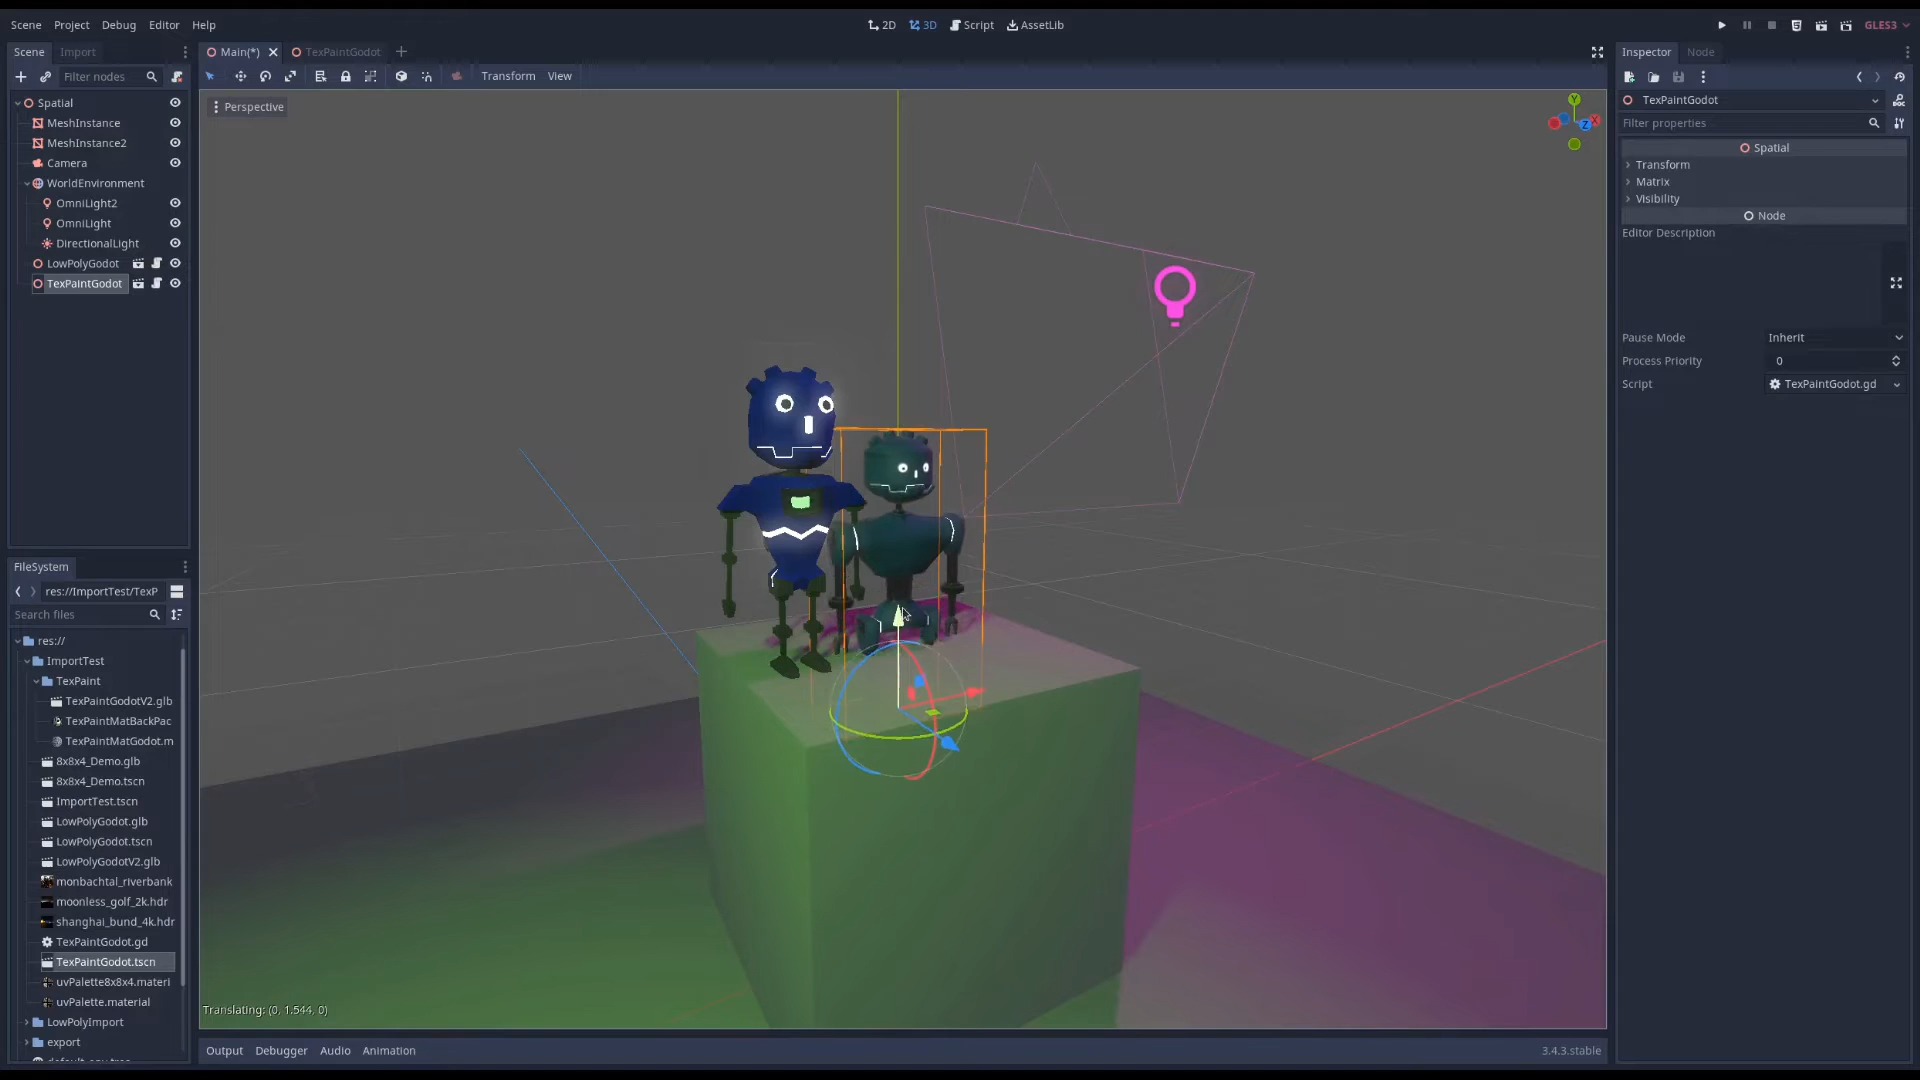 Scene Project Debug Editor Help
2D 3D Script AssetLib
GLES3
Scene Import
Main(*) TexPaintGodot
Inspector Node
Filter nodes
Transform View
Perspective
Spatial
MeshInstance
MeshInstance2
Camera
WorldEnvironment
OmniLight2
OmniLight
DirectionalLight
LowPolyGodot
TexPaintGodot
FileSystem
res://ImportTest/TexP
Search files
res://
ImportTest
TexPaint
TexPaintGodotV2.glb
TexPaintMatBackPac
TexPaintMatGodot.m
8x8x4_Demo.glb
8x8x4_Demo.tscn
ImportTest.tscn
LowPolyGodot.glb
LowPolyGodot.tscn
LowPolyGodotV2.glb
monbachtal_riverbank
moonless_golf_2k.hdr
shanghai_bund_4k.hdr
TexPaintGodot.gd
TexPaintGodot.tscn
uvPalette8x8x4.materi
uvPalette.material
LowPolyImport
export
Y
Z
X
Translating: (0, 1.544, 0)
Output Debugger Audio Animation
3.4.3.stable
TexPaintGodot
Filter properties
Spatial
Transform
Matrix
Visibility
Node
Editor Description
Pause Mode Inherit
Process Priority 0
Script TexPaintGodot.gd